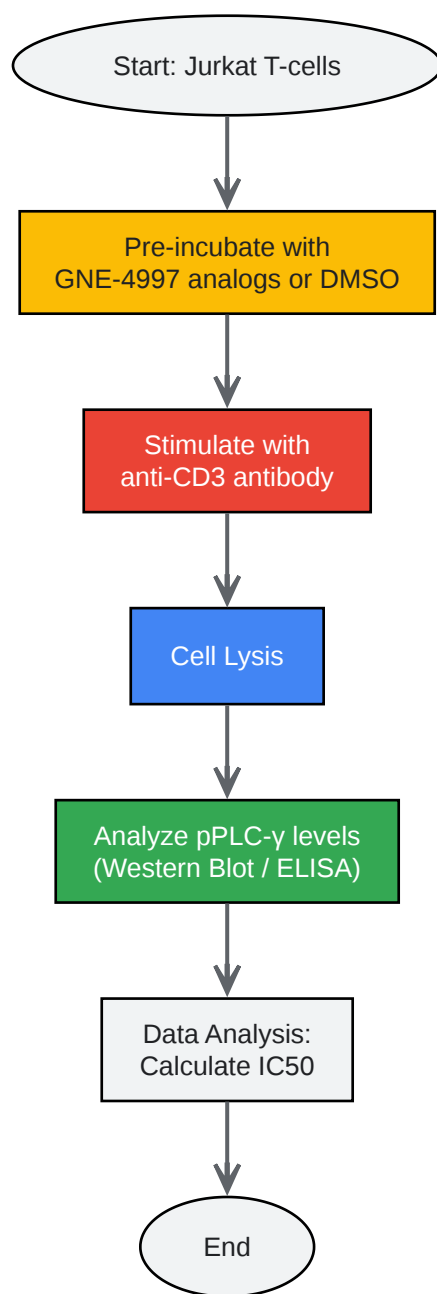 Start: Jurkat T-cells
Pre-incubate with
GNE-4997 analogs or DMSO
Stimulate with
anti-CD3 antibody
Cell Lysis
Analyze pPLC-γ levels
(Western Blot / ELISA)
Data Analysis:
Calculate IC50
End